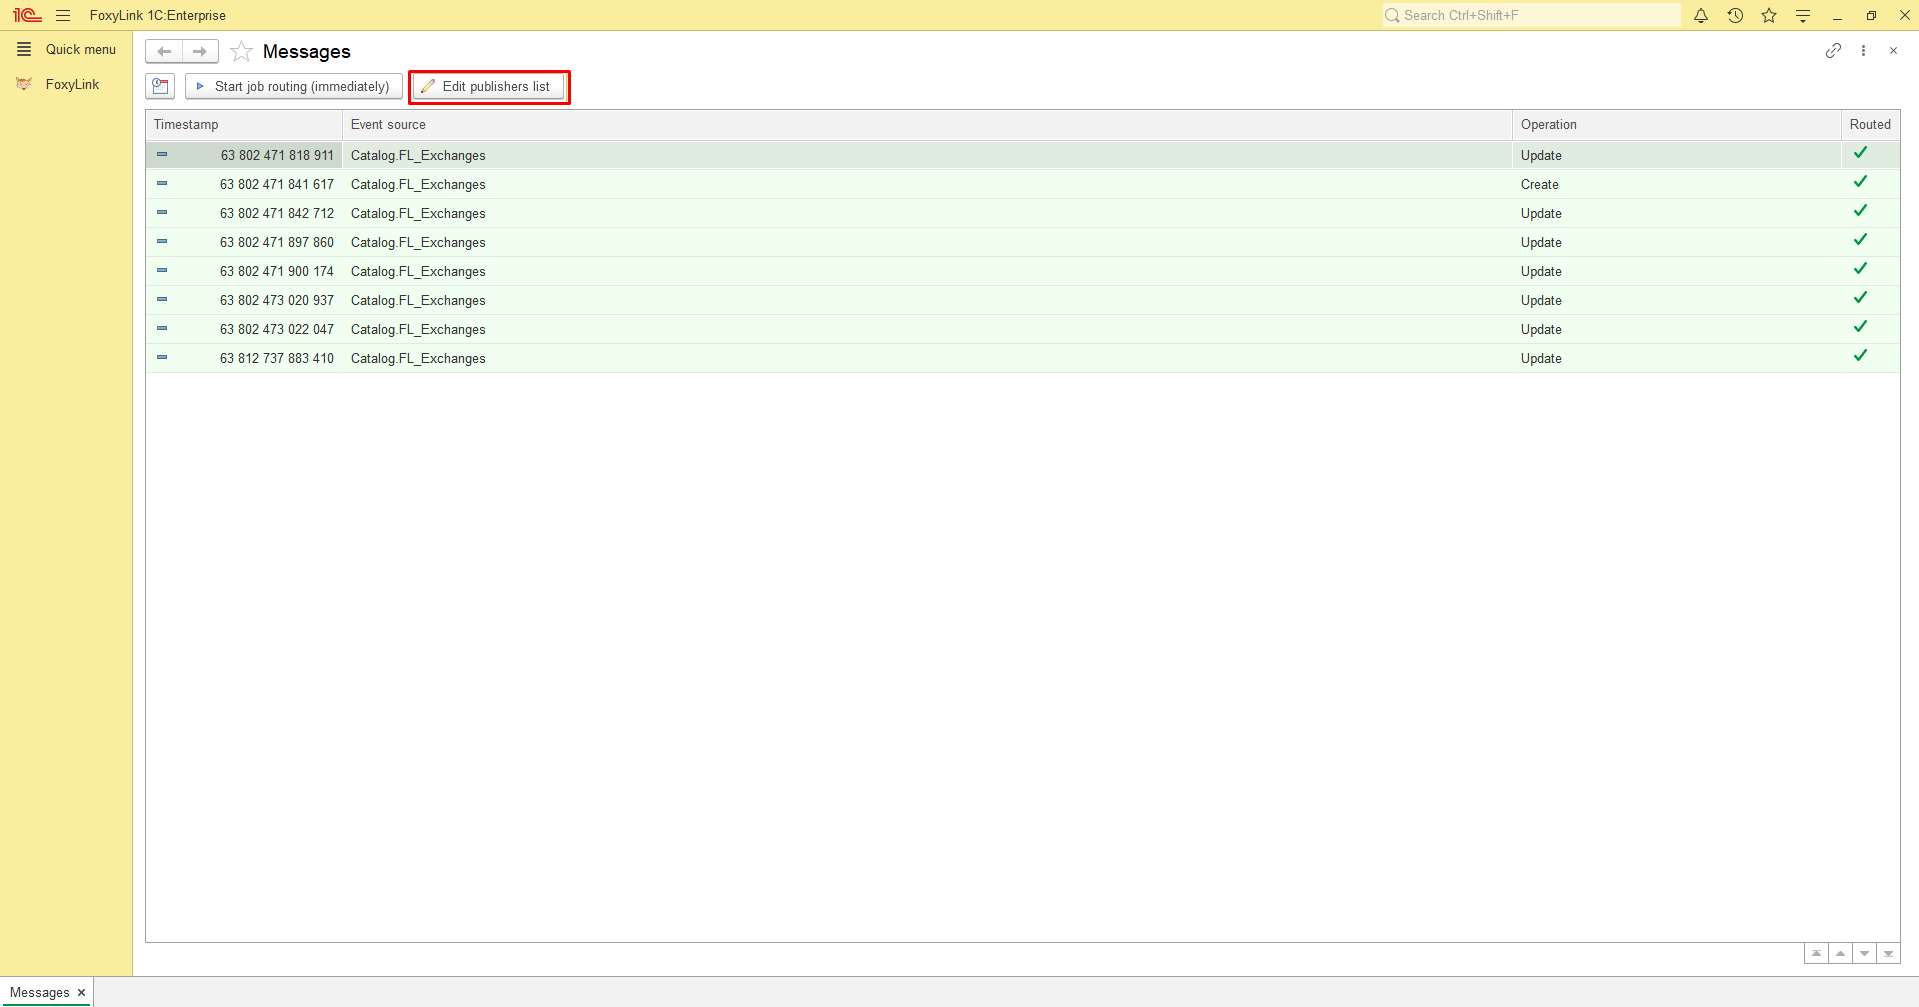 1C FoxyLink 1C:Enterprise Search Ctrl+Shift+F
Quick menu
FoxyLink
Messages
Start job routing (immediately) Edit publishers list
Timestamp Event source Operation Routed
63 802 471 818 911 Catalog.FL_Exchanges Update
63 802 471 841 617 Catalog.FL_Exchanges Create
63 802 471 842 712 Catalog.FL_Exchanges Update
63 802 471 897 860 Catalog.FL_Exchanges Update
63 802 471 900 174 Catalog.FL_Exchanges Update
63 802 473 020 937 Catalog.FL_Exchanges Update
63 802 473 022 047 Catalog.FL_Exchanges Update
63 812 737 883 410 Catalog.FL_Exchanges Update
Messages